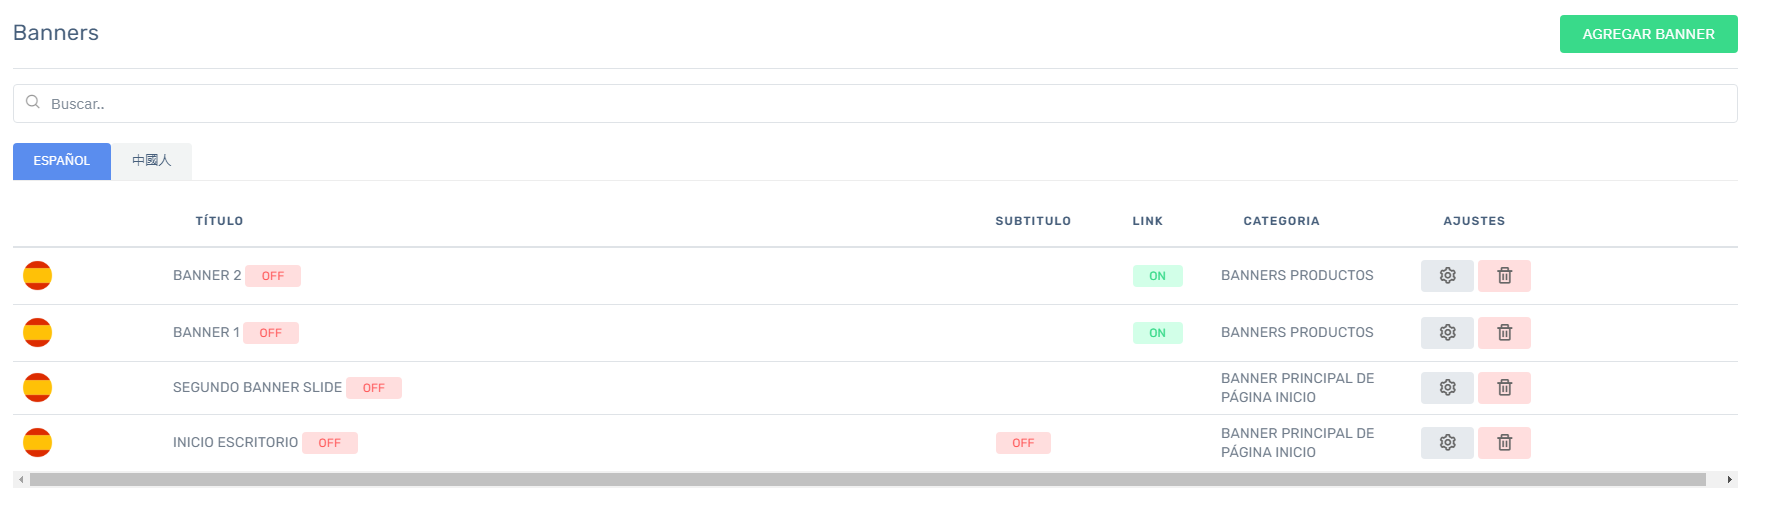 Banners
AGREGAR BANNER
Buscar..
ESPAÑOL 中國人
TÍTULO SUBTITULO LINK CATEGORIA AJUSTES
BANNER 2 OFF ON BANNERS PRODUCTOS
BANNER 1 OFF ON BANNERS PRODUCTOS
SEGUNDO BANNER SLIDE OFF BANNER PRINCIPAL DE
PÁGINA INICIO
INICIO ESCRITORIO OFF OFF BANNER PRINCIPAL DE
PÁGINA INICIO